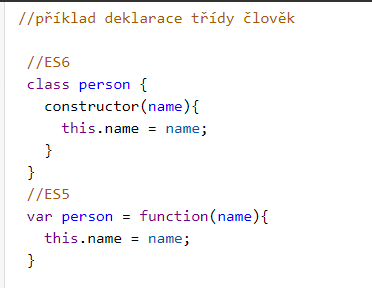 //příklad deklarace třídy člověk
//ES6
class person {
constructor(name){
this.name = name;
}
}
//ES5
var person = function(name){
this.name = name;
}